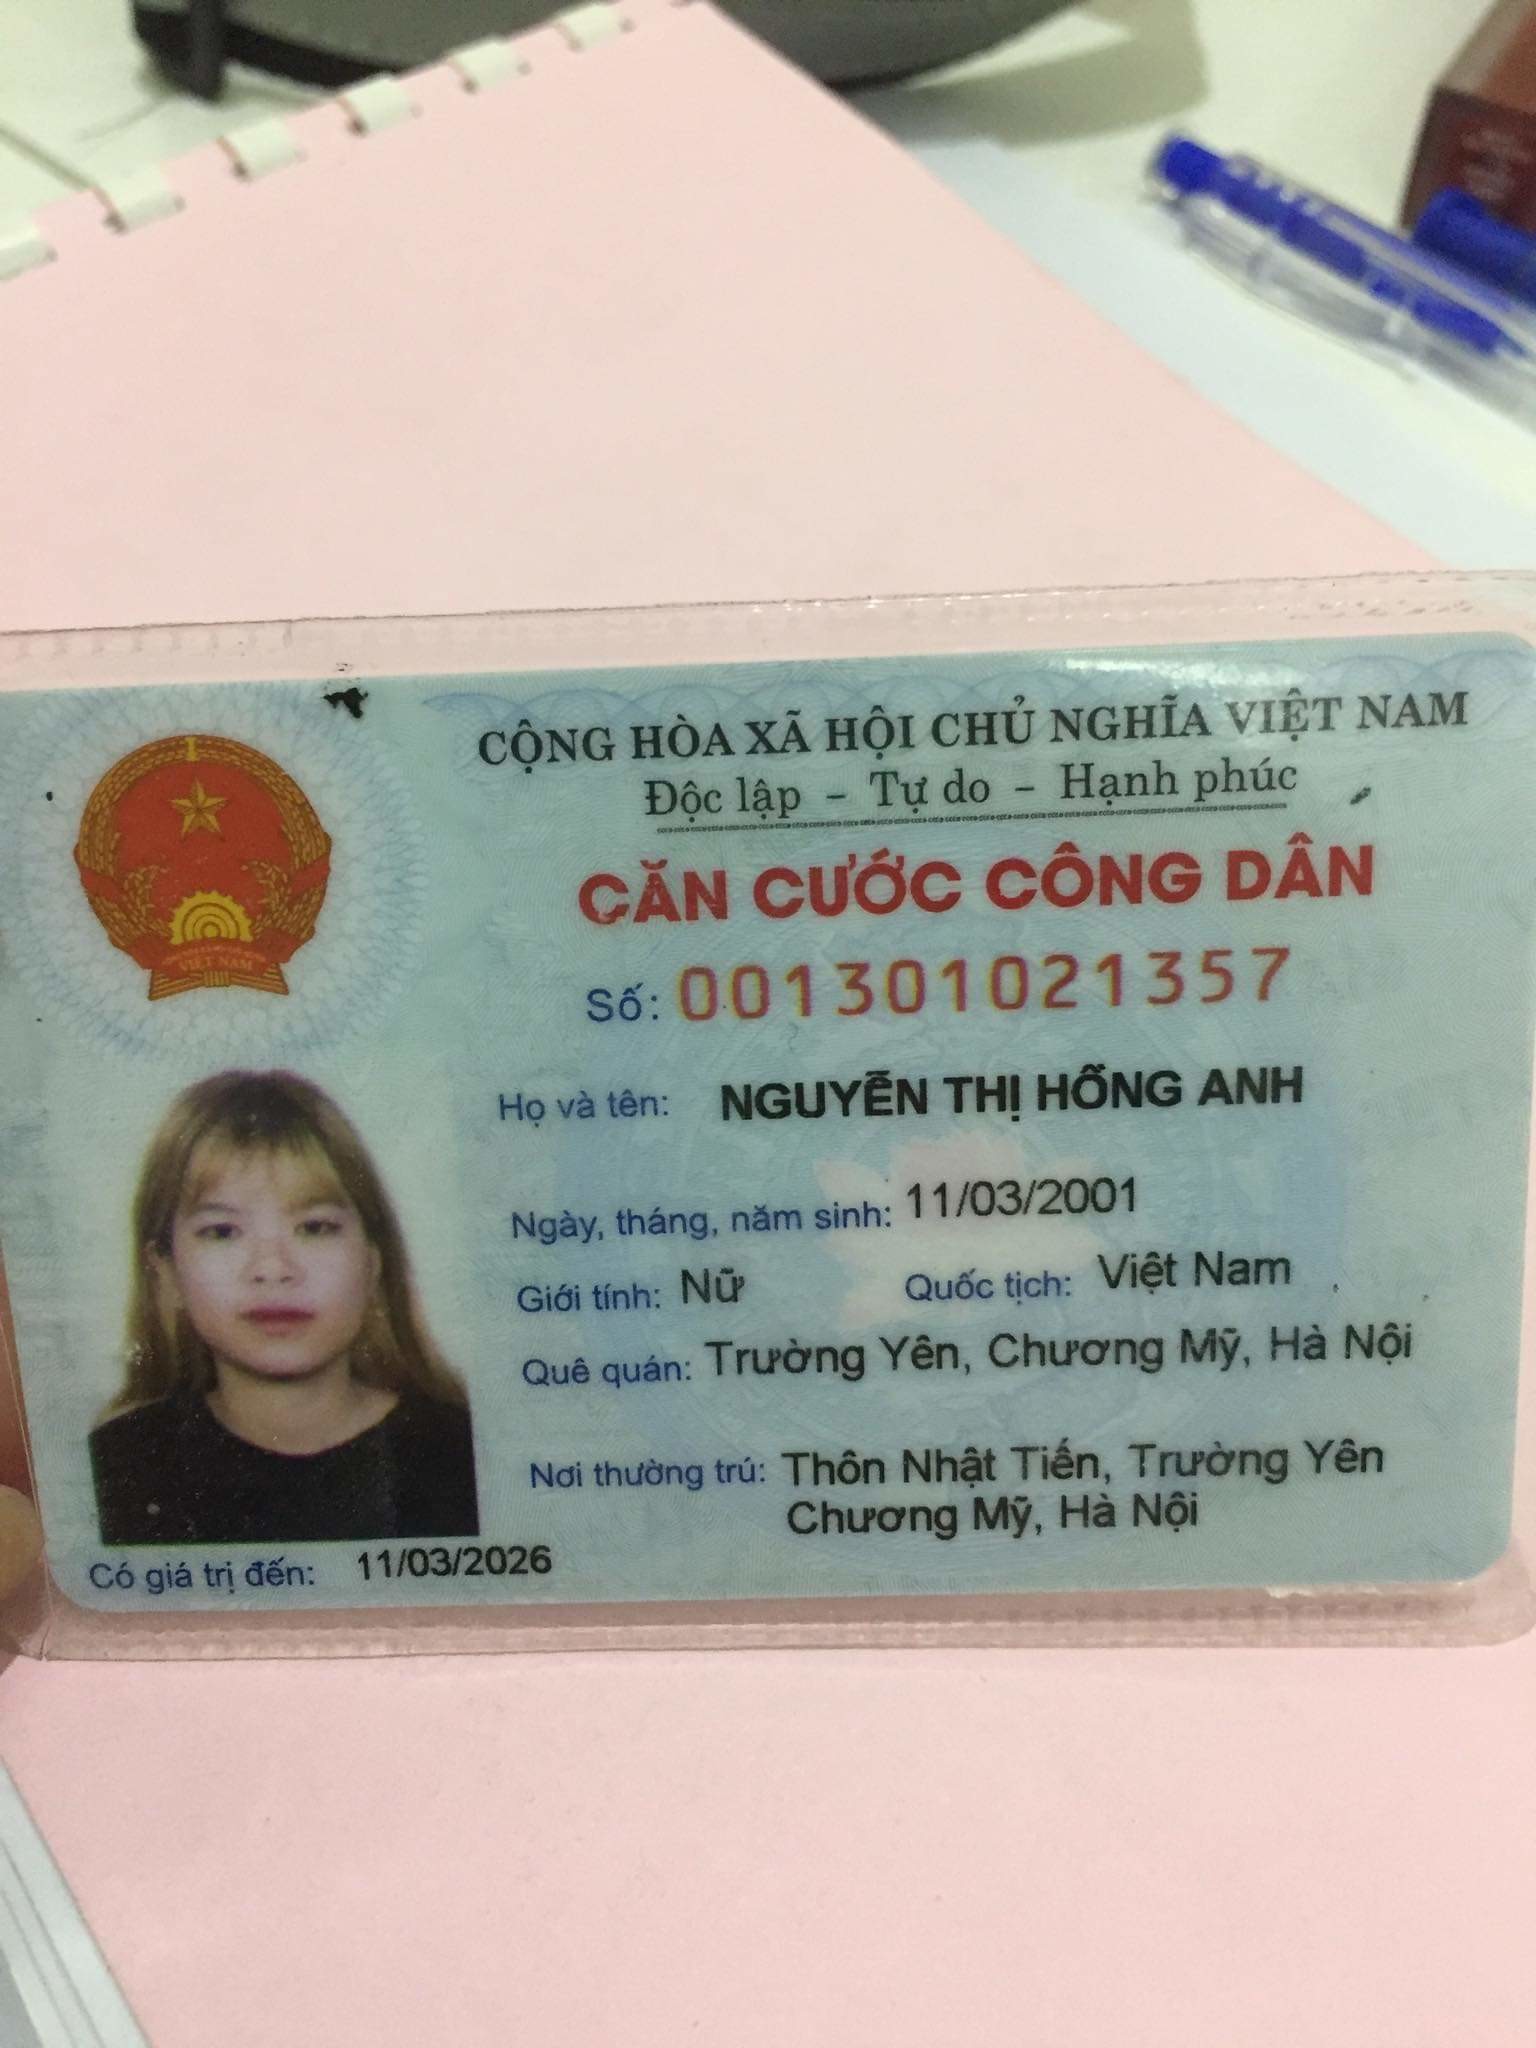 CỘNG HÒA XÃ HỘI CHỦ NGHĨA VIỆT NAM
Độc lập – Tự do – Hạnh phúc
CĂN CƯỚC CÔNG DÂN
Số: 001301021357
Họ và tên: NGUYỄN THỊ HỒNG ANH
Ngày, tháng, năm sinh: 11/03/2001
Giới tính: Nữ Quốc tịch: Việt Nam
Quê quán: Trường Yên, Chương Mỹ, Hà Nội
Nơi thường trú: Thôn Nhật Tiến, Trường Yên
Chương Mỹ, Hà Nội
Có giá trị đến: 11/03/2026
VIỆT NAM